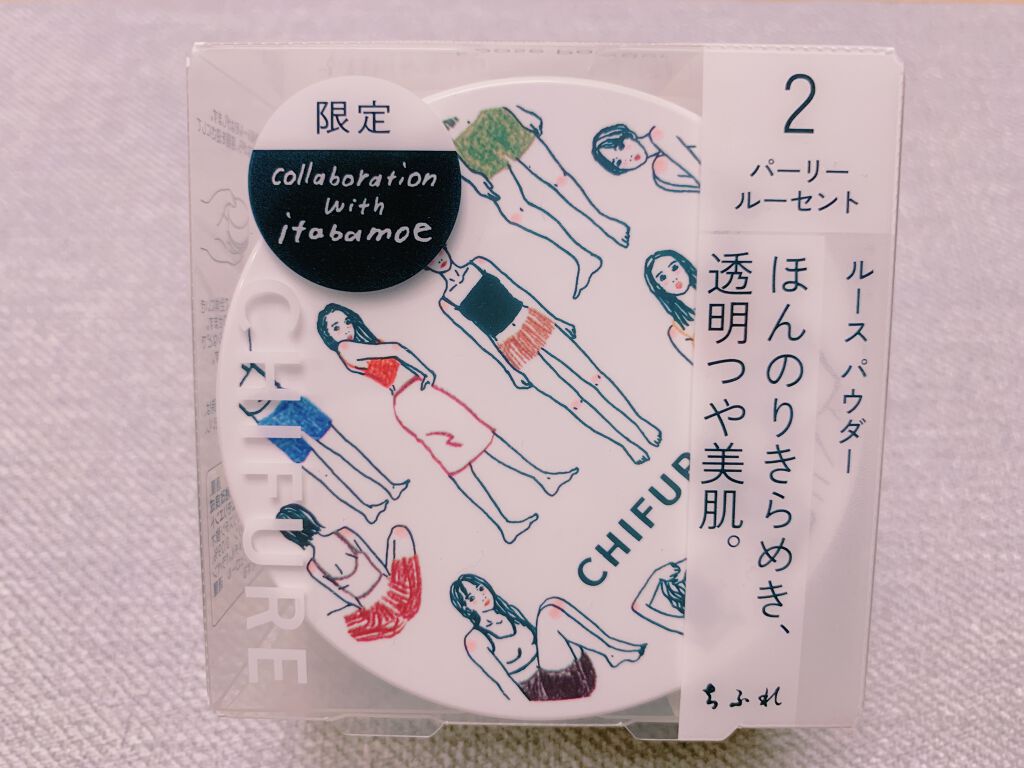 限定
collaboration
with
itabamoe
2
パーリー
ルーセント
ルース パウダー
ほんのりきらめき、
透明つや美肌。
CHIFURE
CHIFUR
ちふれ